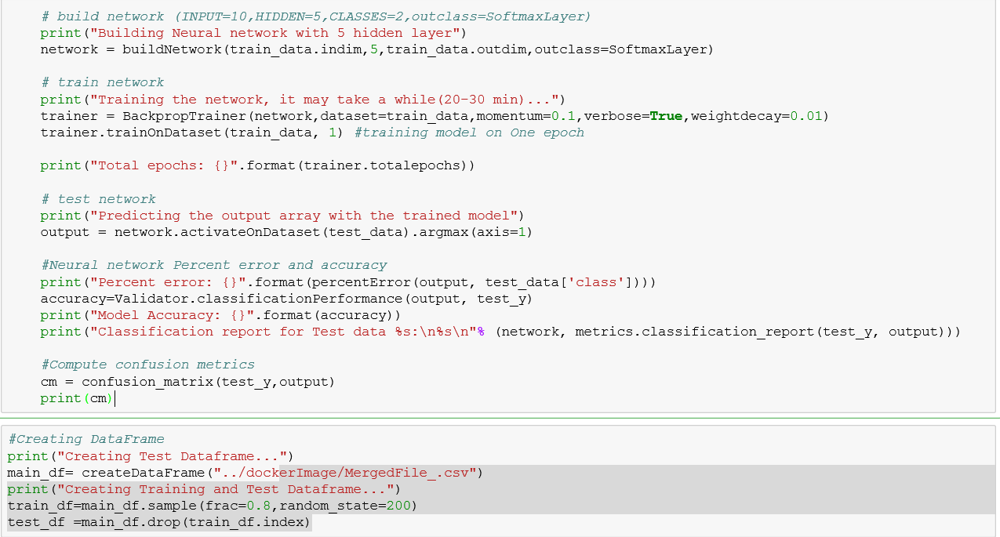 # build network (INPUT=10,HIDDEN=5,CLASSES=2,outclass=SoftmaxLayer)
print("Building Neural network with 5 hidden layer")
network = buildNetwork(train_data.indim,5,train_data.outdim,outclass=SoftmaxLayer)
# train network
print("Training the network, it may take a while(20-30 min)...")
trainer = BackpropTrainer(network,dataset=train_data,momentum=0.1,verbose=True,weightdecay=0.01)
trainer.trainOnDataset(train_data, 1) #training model on One epoch
print("Total epochs: {}".format(trainer.totalepochs))
# test network
print("Predicting the output array with the trained model")
output = network.activateOnDataset(test_data).argmax(axis=1)
#Neural network Percent error and accuracy
print("Percent error: {}".format(percentError(output, test_data['class'])))
accuracy=Validator.classificationPerformance(output, test_y)
print("Model Accuracy: {}".format(accuracy))
print("Classification report for Test data %s:\n%s\n"% (network, metrics.classification_report(test_y, output)))
#Compute confusion metrics
cm = confusion_matrix(test_y,output)
print(cm)
#Creating DataFrame
print("Creating Test Dataframe...")
main_df= createDataFrame("../dockerImage/MergedFile_.csv")
print("Creating Training and Test Dataframe...")
train_df=main_df.sample(frac=0.8,random_state=200)
test_df =main_df.drop(train_df.index)